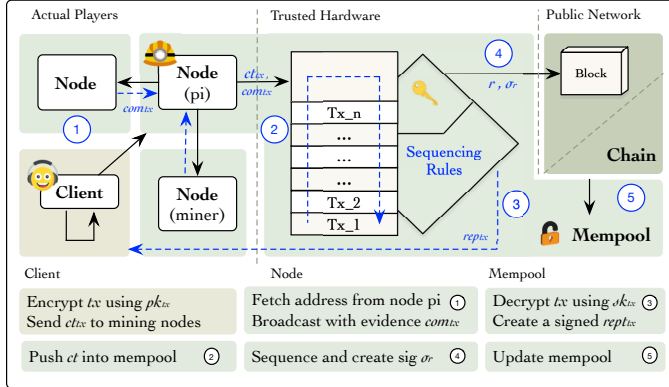 Actual Players
Trusted Hardware
Public Network
Node
Node
(pi)
ct_tx,
com_tx
com_tx
1
2
Tx_n
...
...
...
Tx_2
Tx_1
Sequencing
Rules
4
r , σ_r
Block
Chain
Client
Node
(miner)
3
rept_tx
5
Mempool
Client
Encrypt tx using pk_tx
Send ct_tx to mining nodes
Push ct into mempool 2
Node
Fetch address from node pi 1
Broadcast with evidence com_tx
Sequence and create sig σ_r 4
Mempool
Decrypt tx using sk_tx 3
Create a signed rept_tx
Update mempool 5